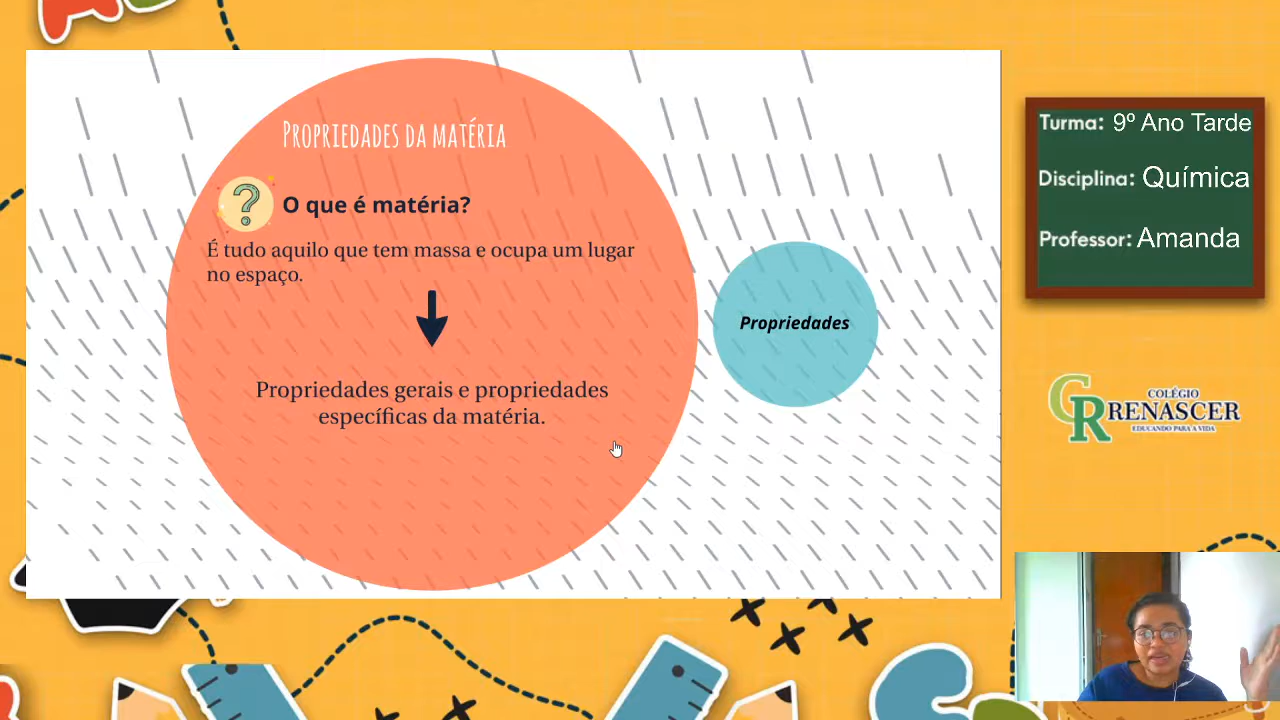 Propriedades da matéria
?
O que é matéria?
É tudo aquilo que tem massa e ocupa um lugar
no espaço.
Propriedades gerais e propriedades
específicas da matéria.
Propriedades
Turma: 9º Ano Tarde
Disciplina: Química
Professor: Amanda
CR
COLÉGIO
RENASCER
EDUCANDO PARA A VIDA